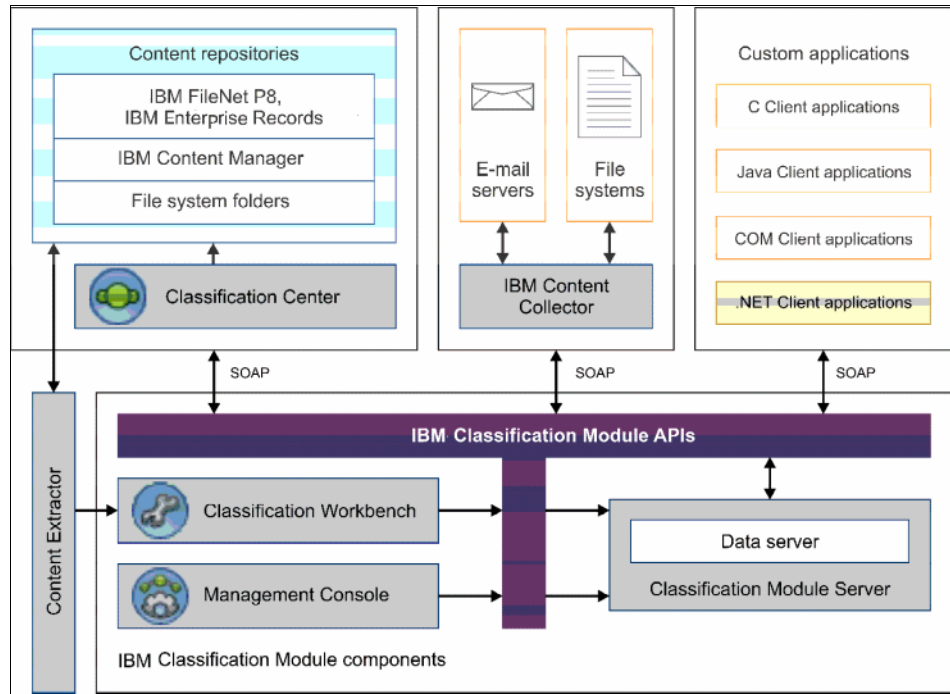 Content repositories
IBM FileNet P8,
IBM Enterprise Records
IBM Content Manager
File system folders
Classification Center
E-mail
servers
File
systems
IBM Content
Collector
Custom applications
C Client applications
Java Client applications
COM Client applications
.NET Client applications
SOAP
SOAP
SOAP
Content Extractor
IBM Classification Module APIs
Classification Workbench
Management Console
Data server
Classification Module Server
IBM Classification Module components